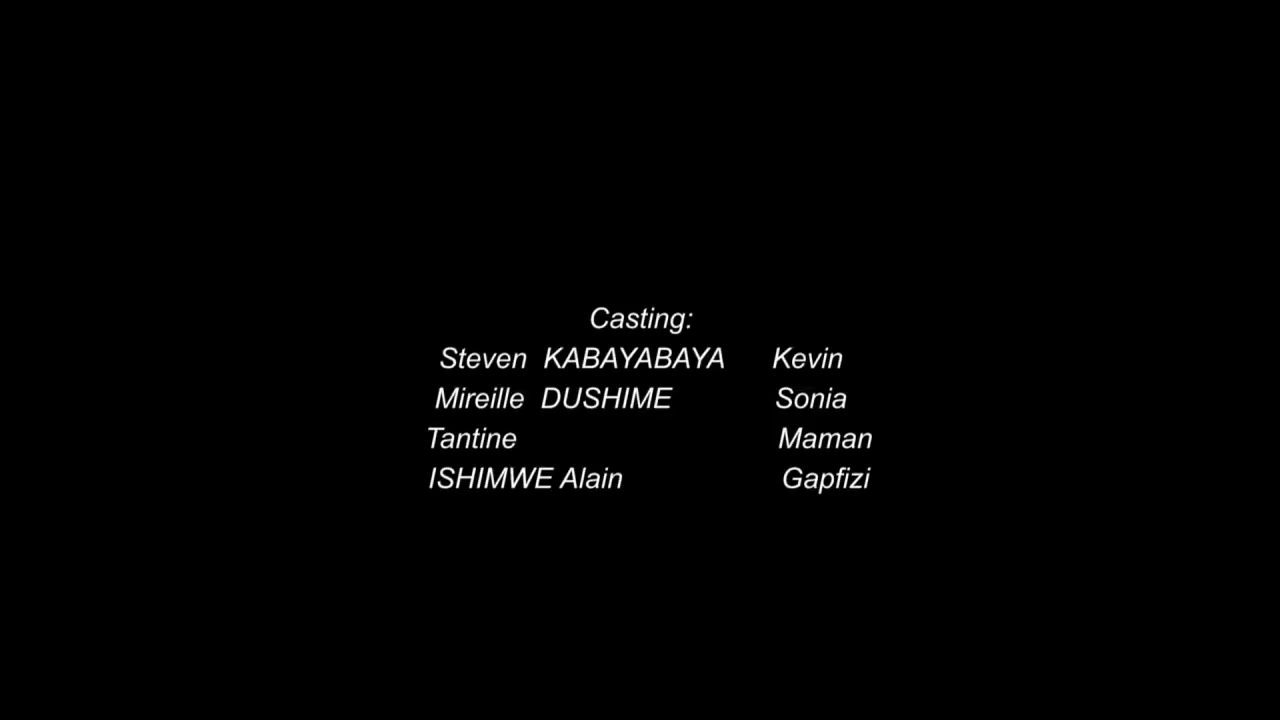 Casting:
Steven KABAYABAYA Kevin
Mireille DUSHIME Sonia
Tantine Maman
ISHIMWE Alain Gapfizi